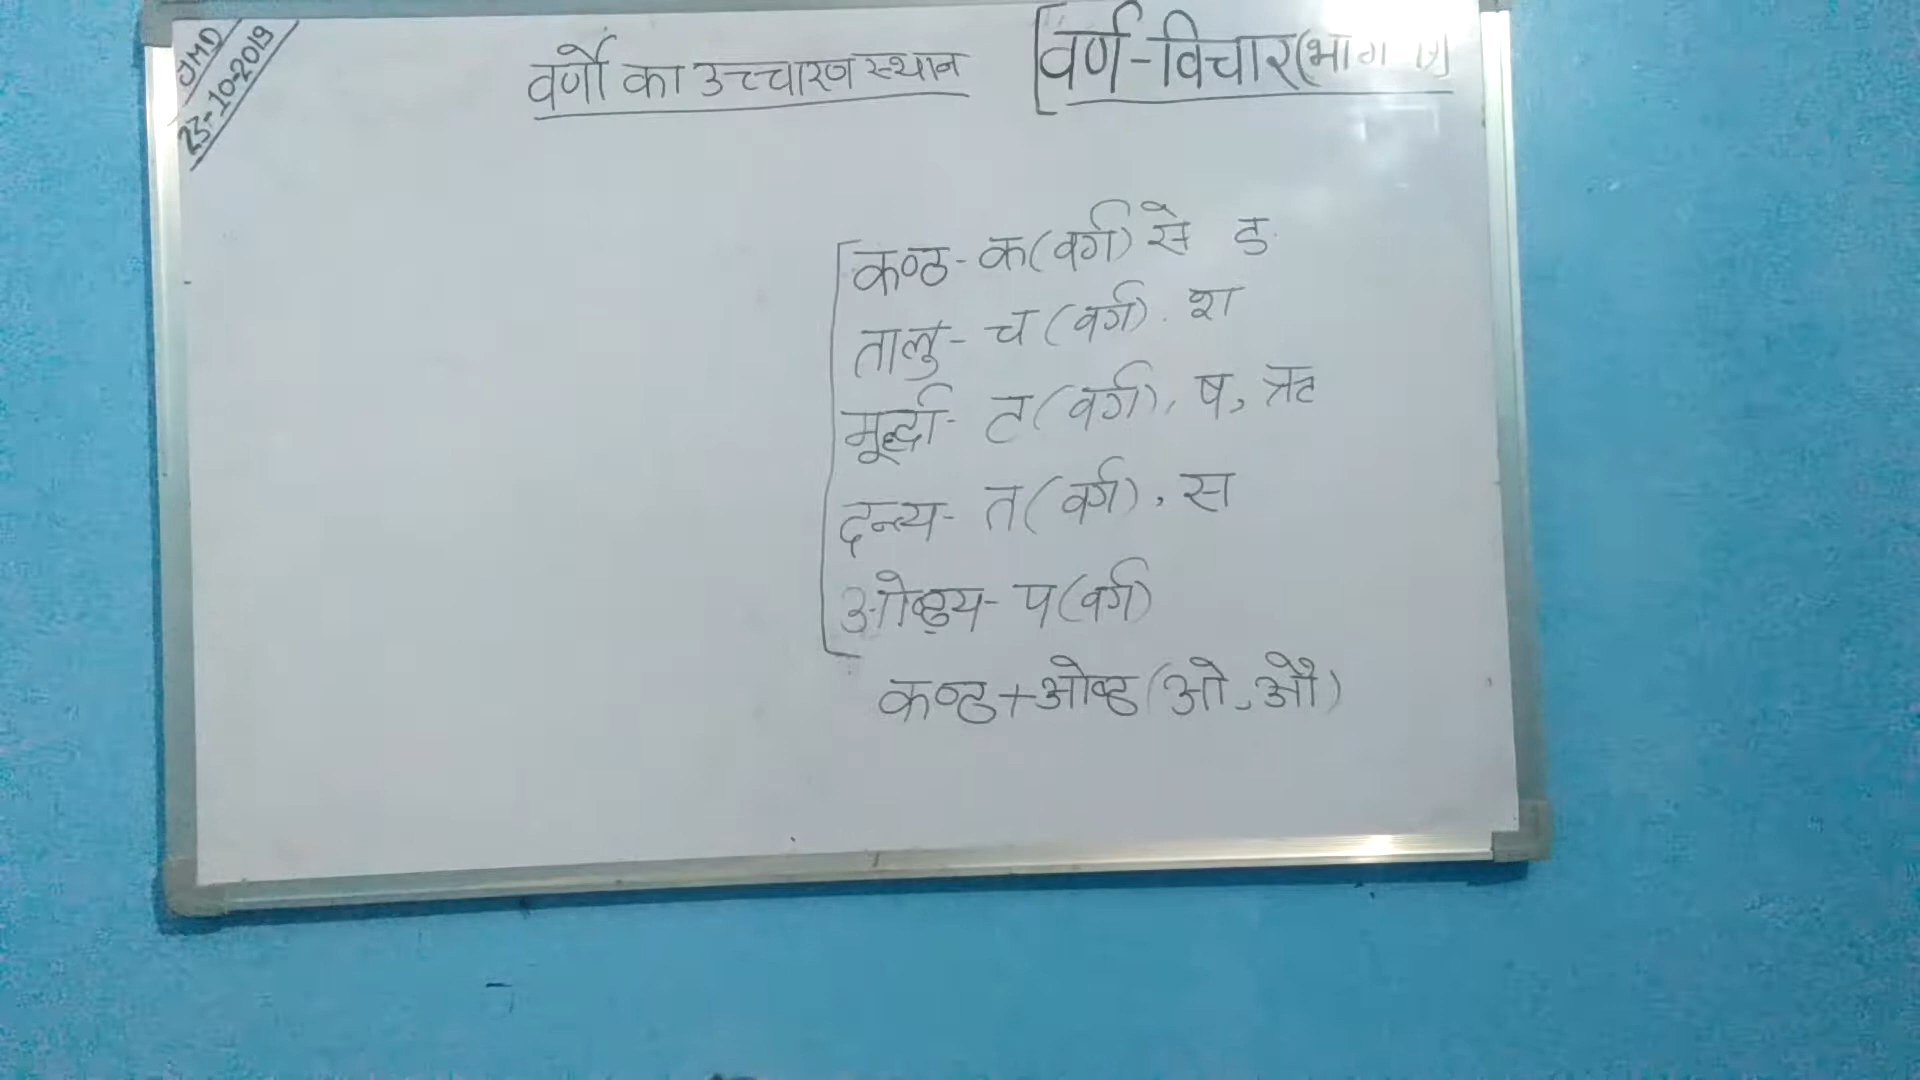 JMD
23-10-2019
वर्णों का उच्चारण स्थान [वर्ण-विचार(भाग
कण्ठ-क(वर्ग) से ड.
तालु-च (वर्ग). श
मूर्द्धा-ट(वर्ग), ष, ऋ
दन्त्य-त(वर्ग), स
ओष्ठ्य-प(वर्ग)
कण्ठ+ओष्ठ(ओ, औ)